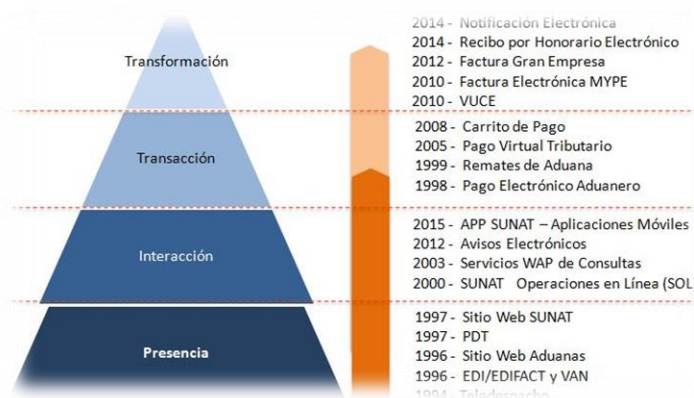 Transformación
2014 - Notificación Electrónica
2014 - Recibo por Honorario Electrónico
2012 - Factura Gran Empresa
2010 - Factura Electrónica MYPE
2010 - VUCE
Transacción
2008 - Carrito de Pago
2005 - Pago Virtual Tributario
1999 - Remates de Aduana
1998 - Pago Electrónico Aduanero
Interacción
2015 - APP SUNAT – Aplicaciones Móviles
2012 - Avisos Electrónicos
2003 - Servicios WAP de Consultas
2000 - SUNAT Operaciones en Línea (SOL)
Presencia
1997 - Sitio Web SUNAT
1997 - PDT
1996 - Sitio Web Aduanas
1996 - EDI/EDIFACT y VAN
1994 - Teledespacho